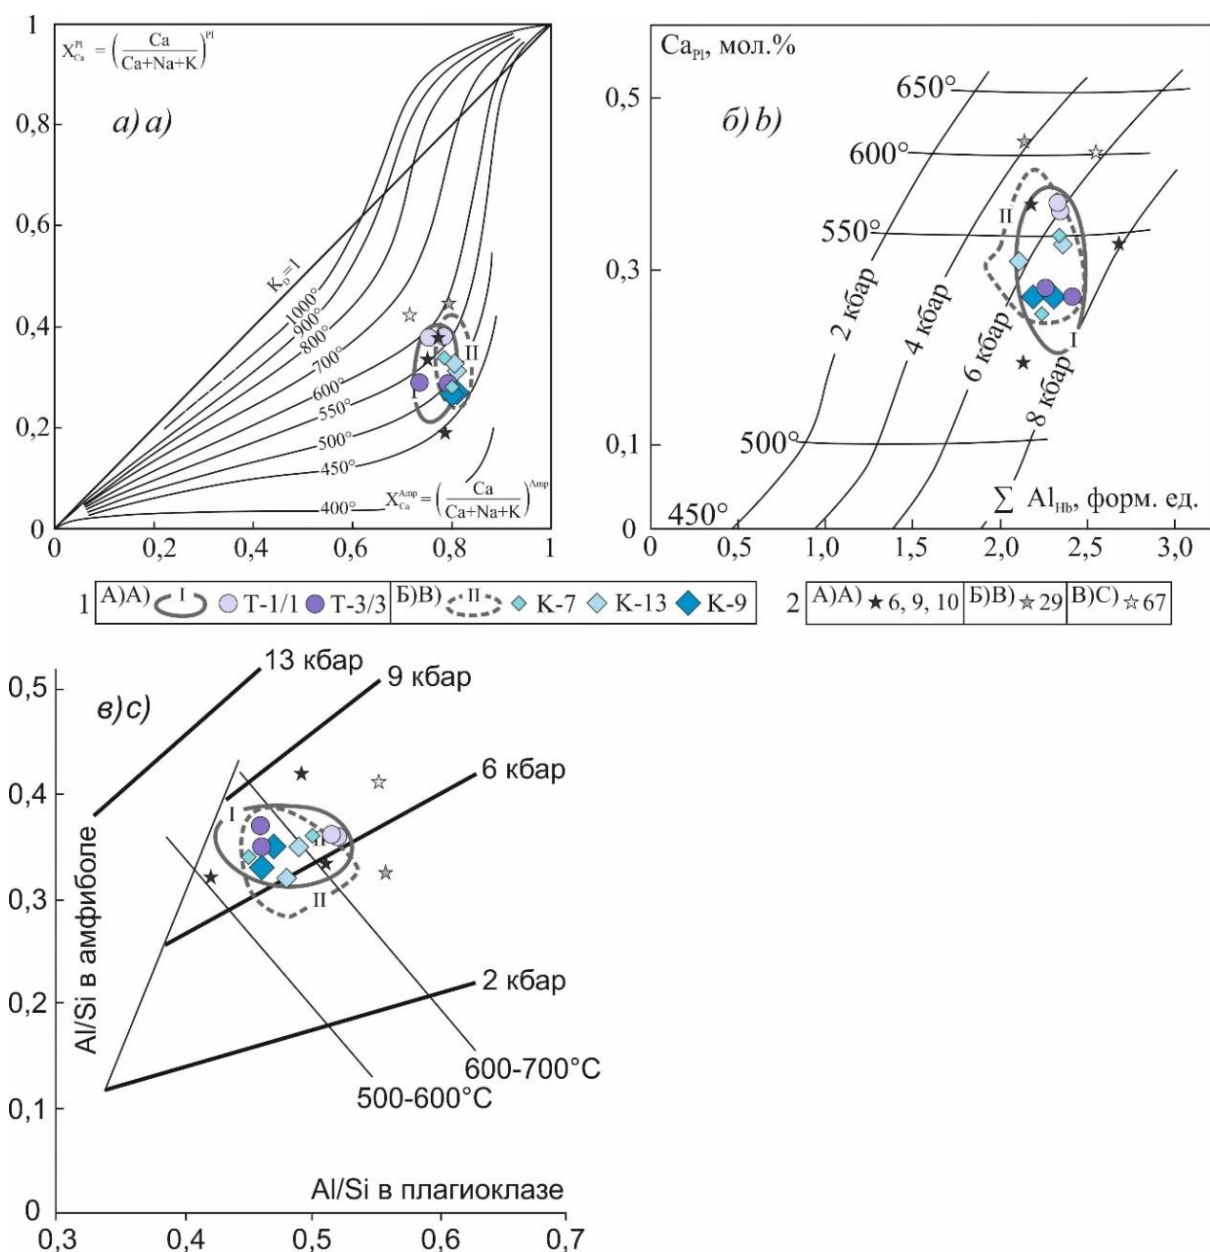 1
X Pl Ca = ( Ca / Ca+Na+K ) Pl
0,8
а) a)
0,6
K_D=1
1000°
900°
800°
700°
600°
550°
500°
450°
400°
0,4
0,2
0
I
II
X Amp Ca = ( Ca / Ca+Na+K ) Amp
0 0,2 0,4 0,6 0,8 1
Ca_Pl, мол.%
0,5
0,3
0,1
0
б) b)
650°
600°
550°
500°
450°
II
I
2 кбар
4 кбар
6 кбар
8 кбар
∑ Al_Hb, форм. ед.
0 0,5 1,0 1,5 2,0 2,5 3,0
1 А)A) I T-1/1 T-3/3 Б)B) II K-7 K-13 K-9 2 А)A) 6, 9, 10 Б)B) 29 В)C) 67
0,5
0,4
0,3
0,2
0,1
0
Al/Si в амфиболе
в) c)
13 кбар
9 кбар
6 кбар
2 кбар
I
II
II
600-700°C
500-600°C
Al/Si в плагиоклазе
0,3 0,4 0,5 0,6 0,7